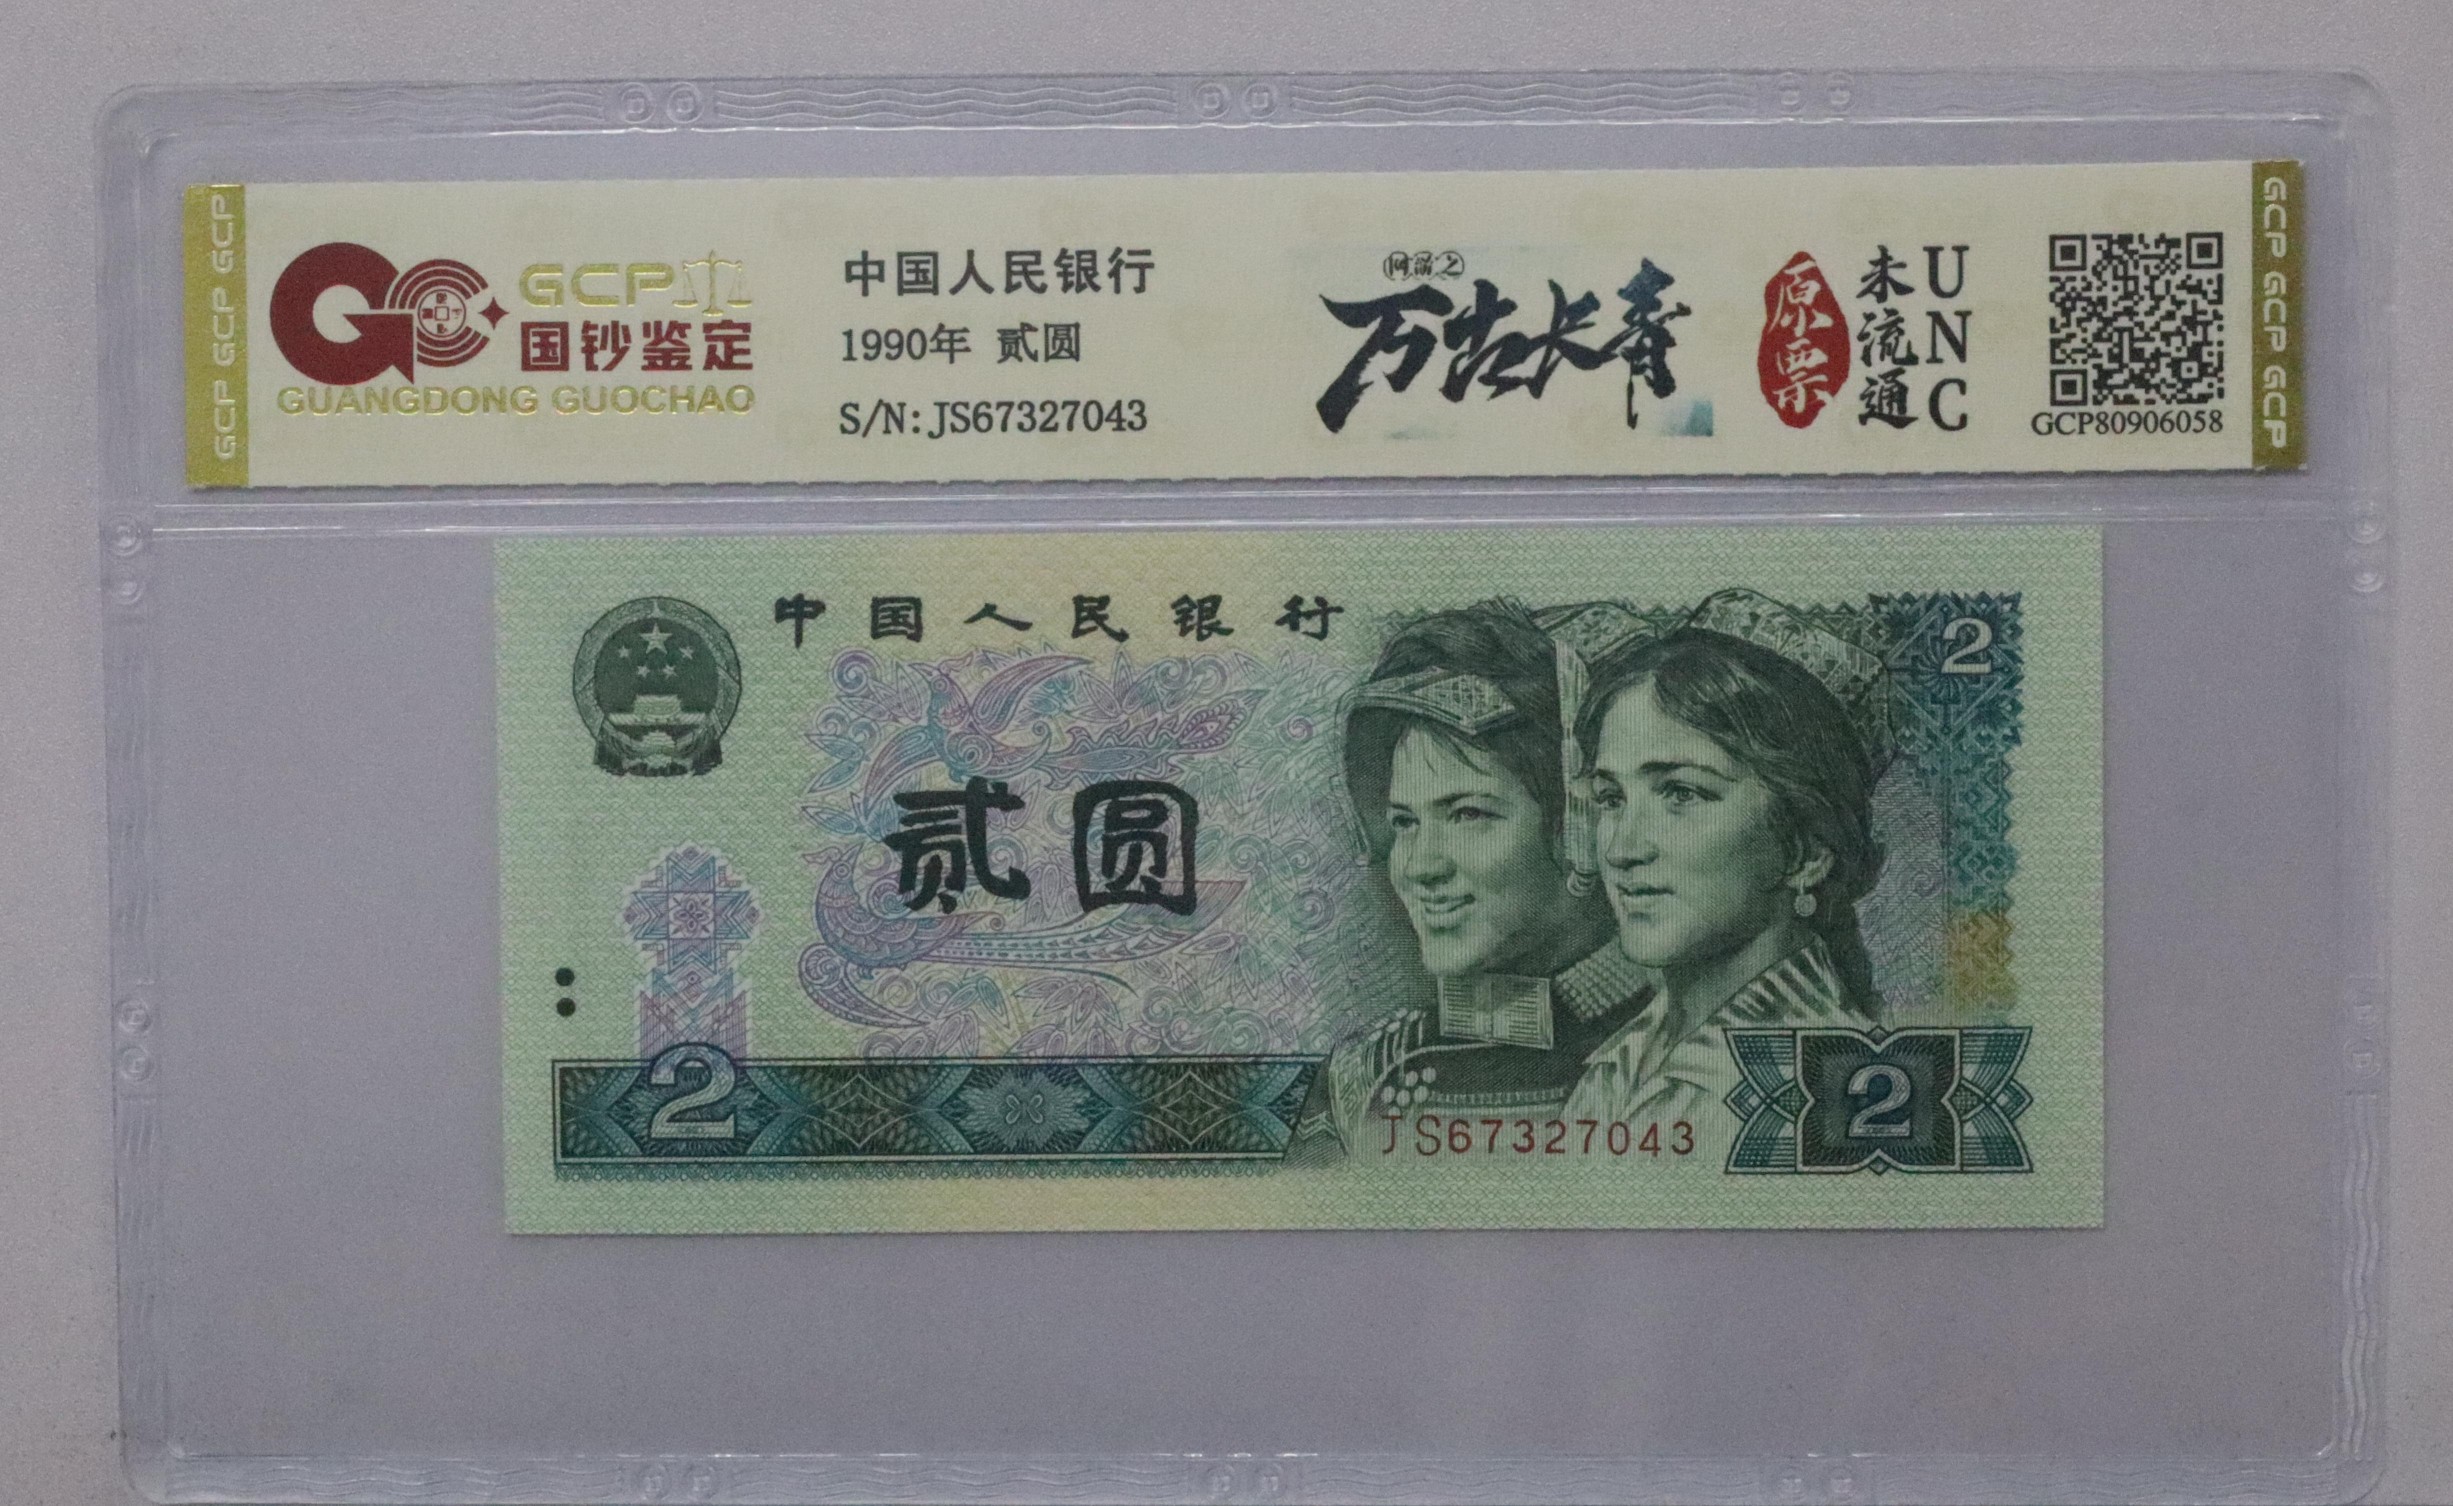 GCP GCP GCP
GCP
国钞鉴定
GUANGDONG GUOCHAO
中国人民银行
1990年 贰圆
S/N:JS67327043
万古长青
原票
未流通
UNC
GCP80906058
GCP GCP GCP
中国人民银行
2
贰圆
2
JS67327043
2